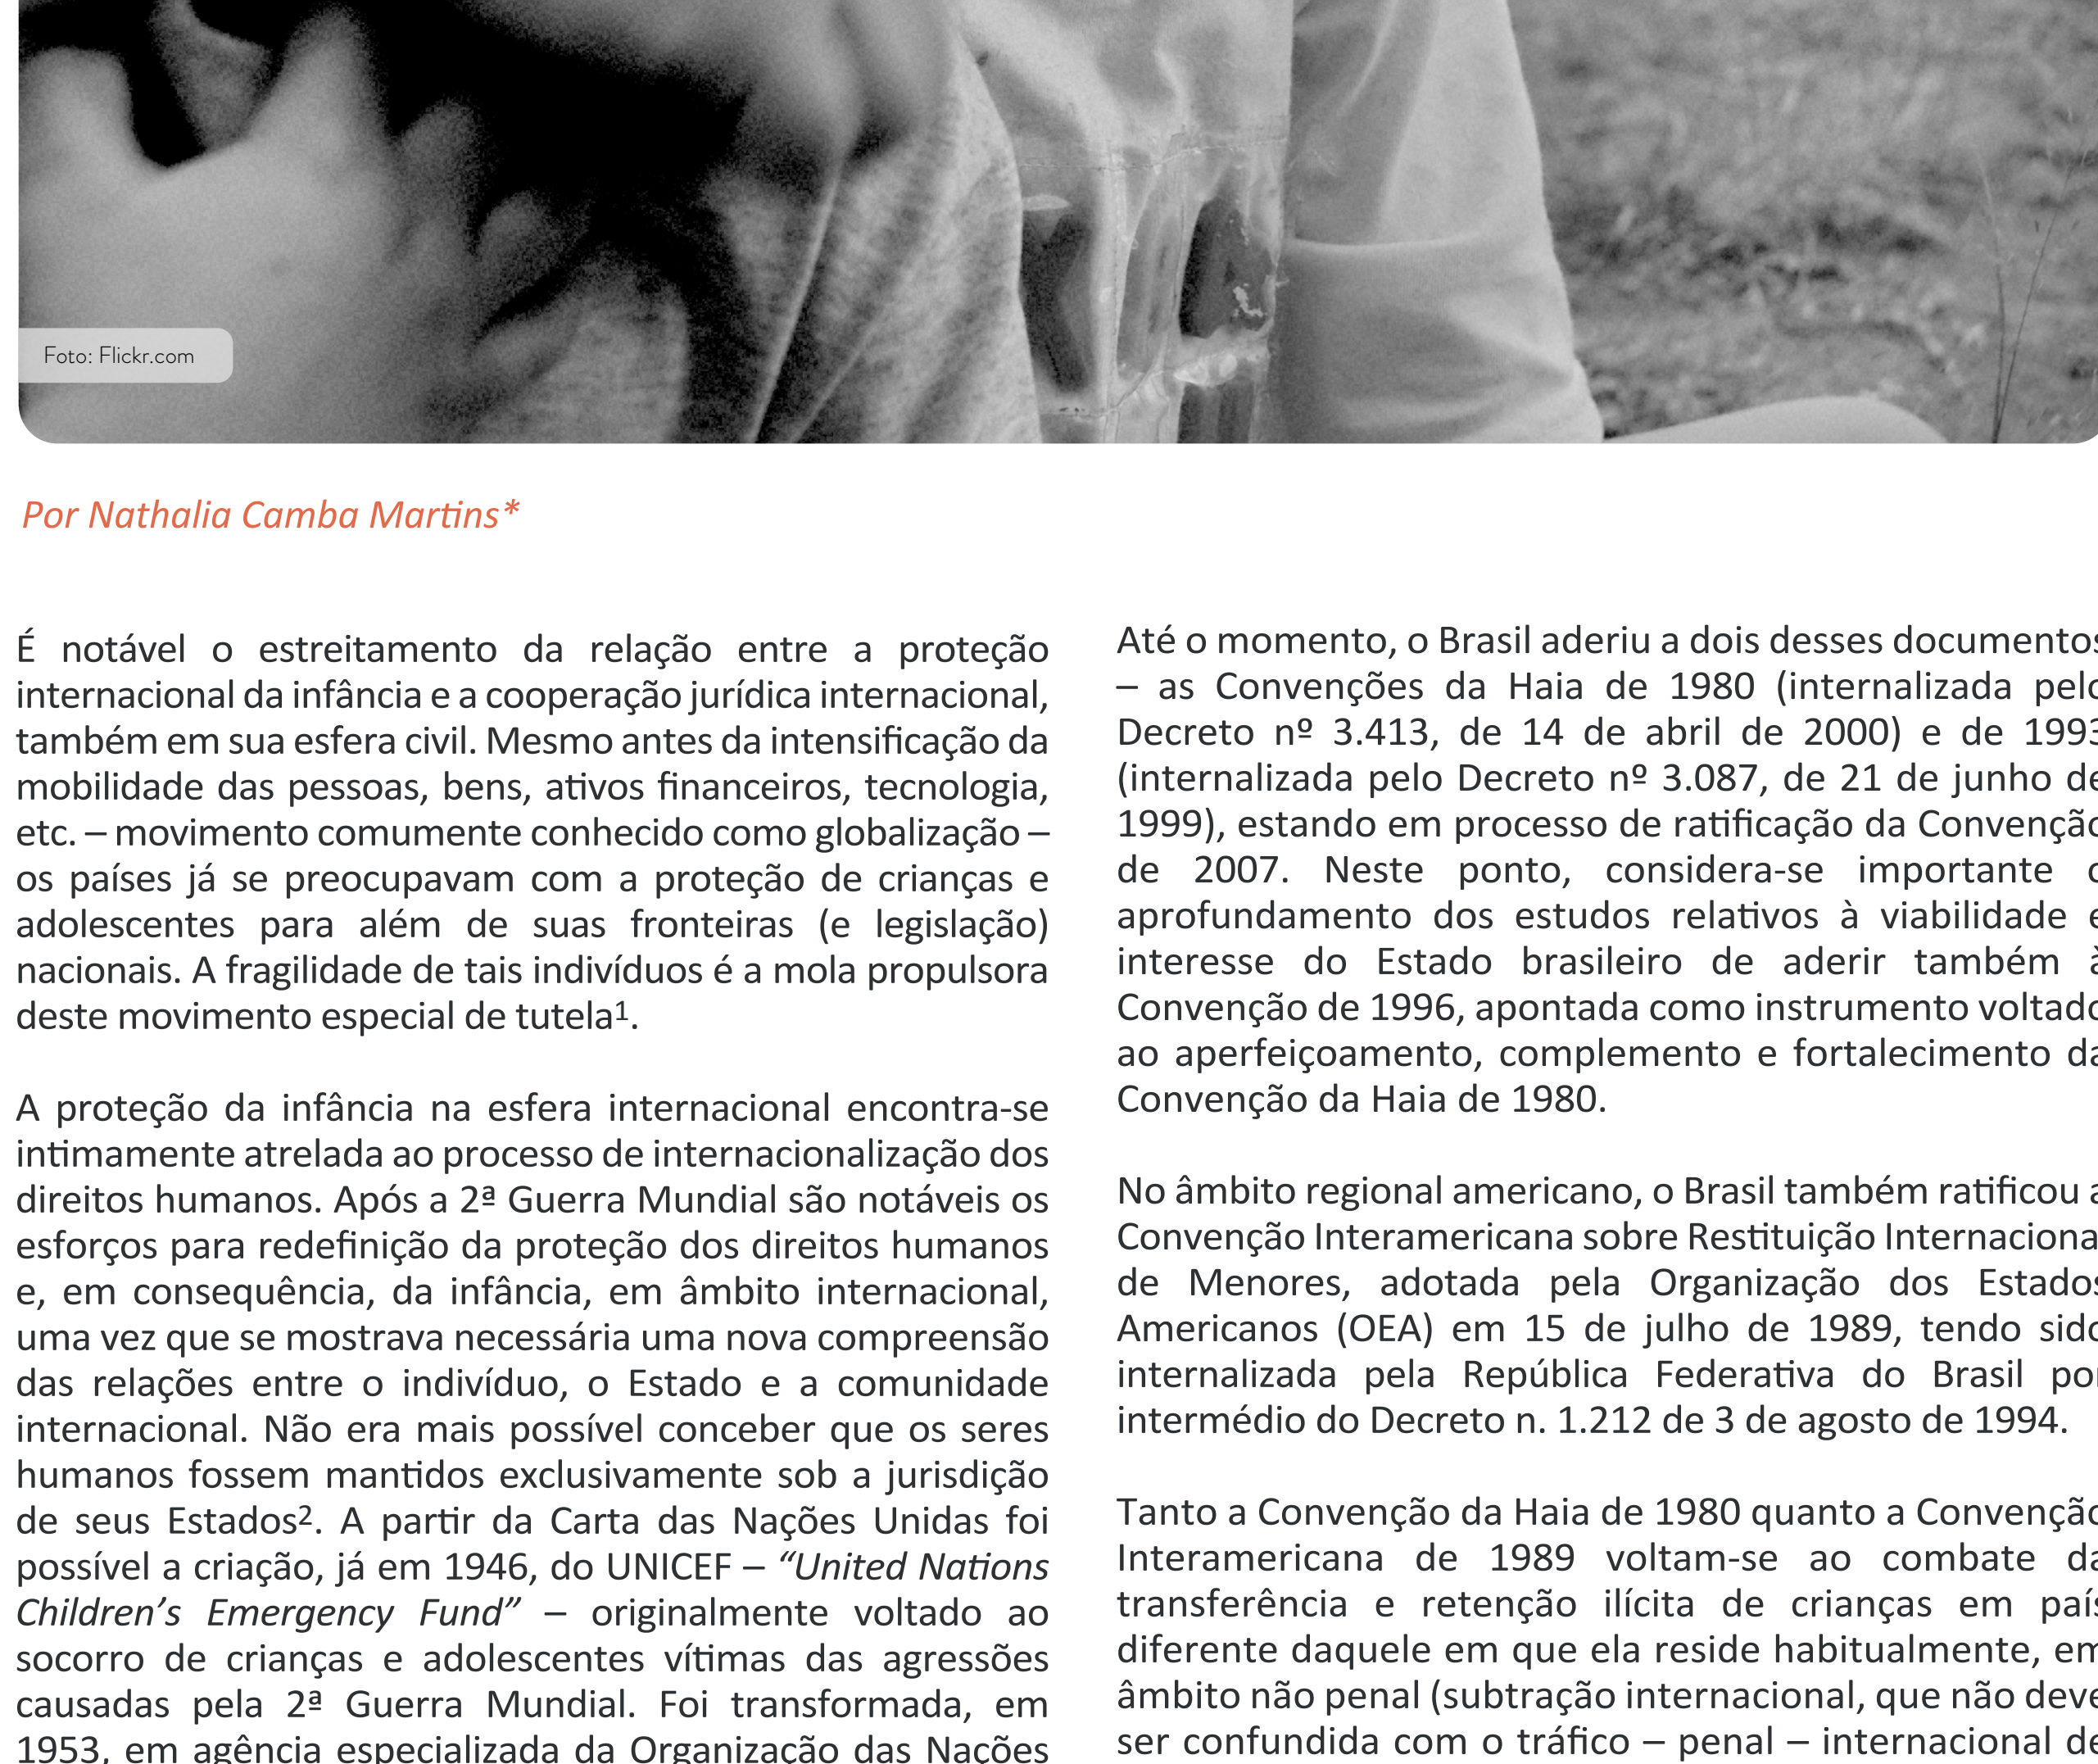 Foto: Flickr.com
Por Nathalia Camba Martins*
É notável o estreitamento da relação entre a proteção
internacional da infância e a cooperação jurídica internacional,
também em sua esfera civil. Mesmo antes da intensificação da
mobilidade das pessoas, bens, ativos financeiros, tecnologia,
etc. – movimento comumente conhecido como globalização –
os países já se preocupavam com a proteção de crianças e
adolescentes para além de suas fronteiras (e legislação)
nacionais. A fragilidade de tais indivíduos é a mola propulsora
deste movimento especial de tutela¹.
A proteção da infância na esfera internacional encontra-se
intimamente atrelada ao processo de internacionalização dos
direitos humanos. Após a 2ª Guerra Mundial são notáveis os
esforços para redefinição da proteção dos direitos humanos
e, em consequência, da infância, em âmbito internacional,
uma vez que se mostrava necessária uma nova compreensão
das relações entre o indivíduo, o Estado e a comunidade
internacional. Não era mais possível conceber que os seres
humanos fossem mantidos exclusivamente sob a jurisdição
de seus Estados². A partir da Carta das Nações Unidas foi
possível a criação, já em 1946, do UNICEF – “United Nations
Children’s Emergency Fund” – originalmente voltado ao
socorro de crianças e adolescentes vítimas das agressões
causadas pela 2ª Guerra Mundial. Foi transformada, em
1953, em agência especializada da Organização das Nações
Até o momento, o Brasil aderiu a dois desses documentos
– as Convenções da Haia de 1980 (internalizada pelo
Decreto nº 3.413, de 14 de abril de 2000) e de 1993
(internalizada pelo Decreto nº 3.087, de 21 de junho de
1999), estando em processo de ratificação da Convenção
de 2007. Neste ponto, considera-se importante o
aprofundamento dos estudos relativos à viabilidade e
interesse do Estado brasileiro de aderir também à
Convenção de 1996, apontada como instrumento voltado
ao aperfeiçoamento, complemento e fortalecimento da
Convenção da Haia de 1980.
No âmbito regional americano, o Brasil também ratificou a
Convenção Interamericana sobre Restituição Internacional
de Menores, adotada pela Organização dos Estados
Americanos (OEA) em 15 de julho de 1989, tendo sido
internalizada pela República Federativa do Brasil por
intermédio do Decreto n. 1.212 de 3 de agosto de 1994.
Tanto a Convenção da Haia de 1980 quanto a Convenção
Interamericana de 1989 voltam-se ao combate da
transferência e retenção ilícita de crianças em país
diferente daquele em que ela reside habitualmente, em
âmbito não penal (subtração internacional, que não deve
ser confundida com o tráfico – penal – internacional de